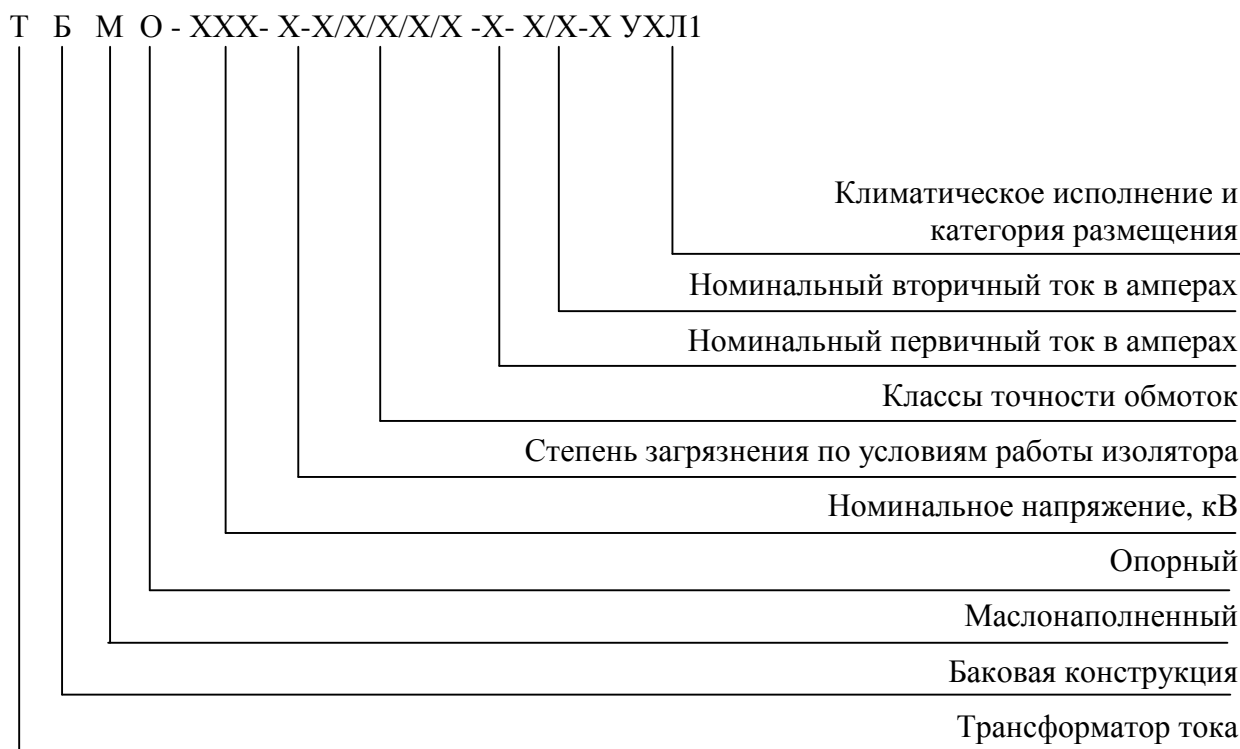 Т Б М О - ХХХ- Х-Х/Х/Х/Х/Х -Х- Х/Х-Х УХЛ1
Климатическое исполнение и
категория размещения
Номинальный вторичный ток в амперах
Номинальный первичный ток в амперах
Классы точности обмоток
Степень загрязнения по условиям работы изолятора
Номинальное напряжение, кВ
Опорный
Маслонаполненный
Баковая конструкция
Трансформатор тока